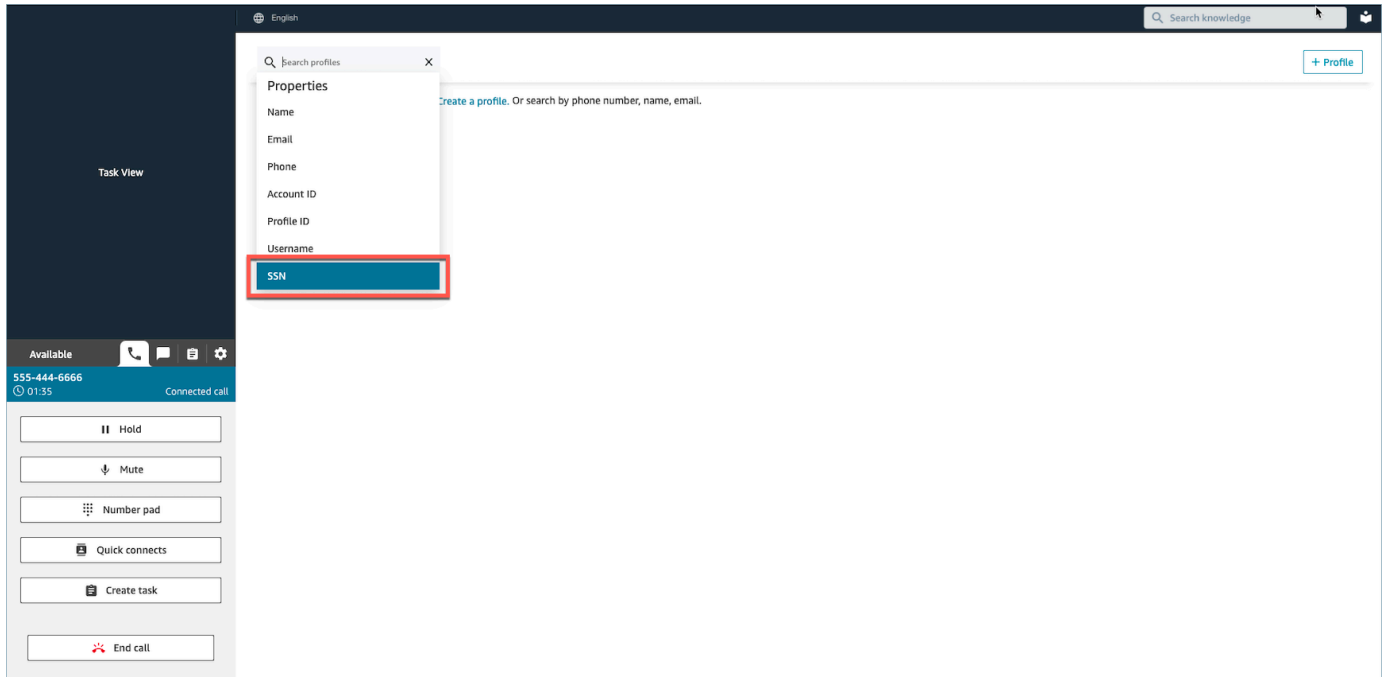 English
Search knowledge
Search profiles
+ Profile
Properties
Create a profile. Or search by phone number, name, email.
Name
Email
Phone
Account ID
Profile ID
Username
SSN
Task View
Available
555-444-6666
01:35 Connected call
Hold
Mute
Number pad
Quick connects
Create task
End call